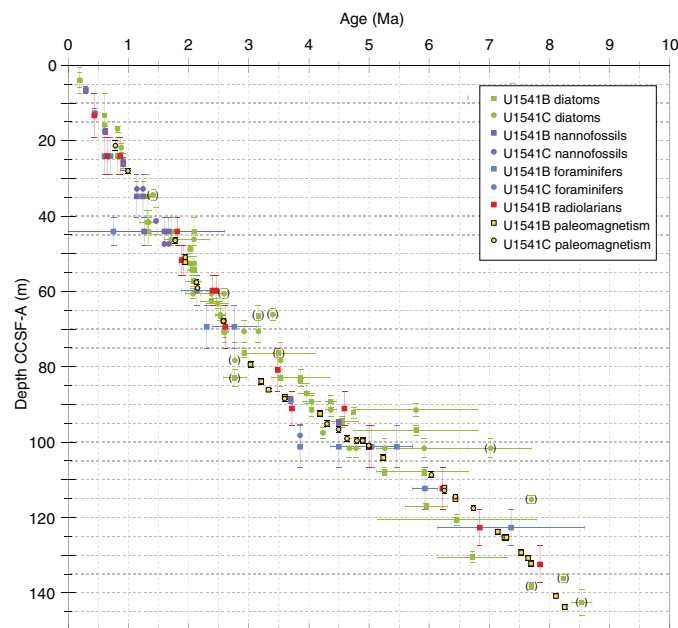 Age (Ma)
0 1 2 3 4 5 6 7 8 9 10
0
20
40
60
80
100
120
140
Depth CCSF-A (m)
U1541B diatoms
U1541C diatoms
U1541B nannofossils
U1541C nannofossils
U1541B foraminifers
U1541C foraminifers
U1541B radiolarians
U1541B paleomagnetism
U1541C paleomagnetism
( )
( )
( )
( )
( )
( )
( )
( )
( )
( )
( )
( )